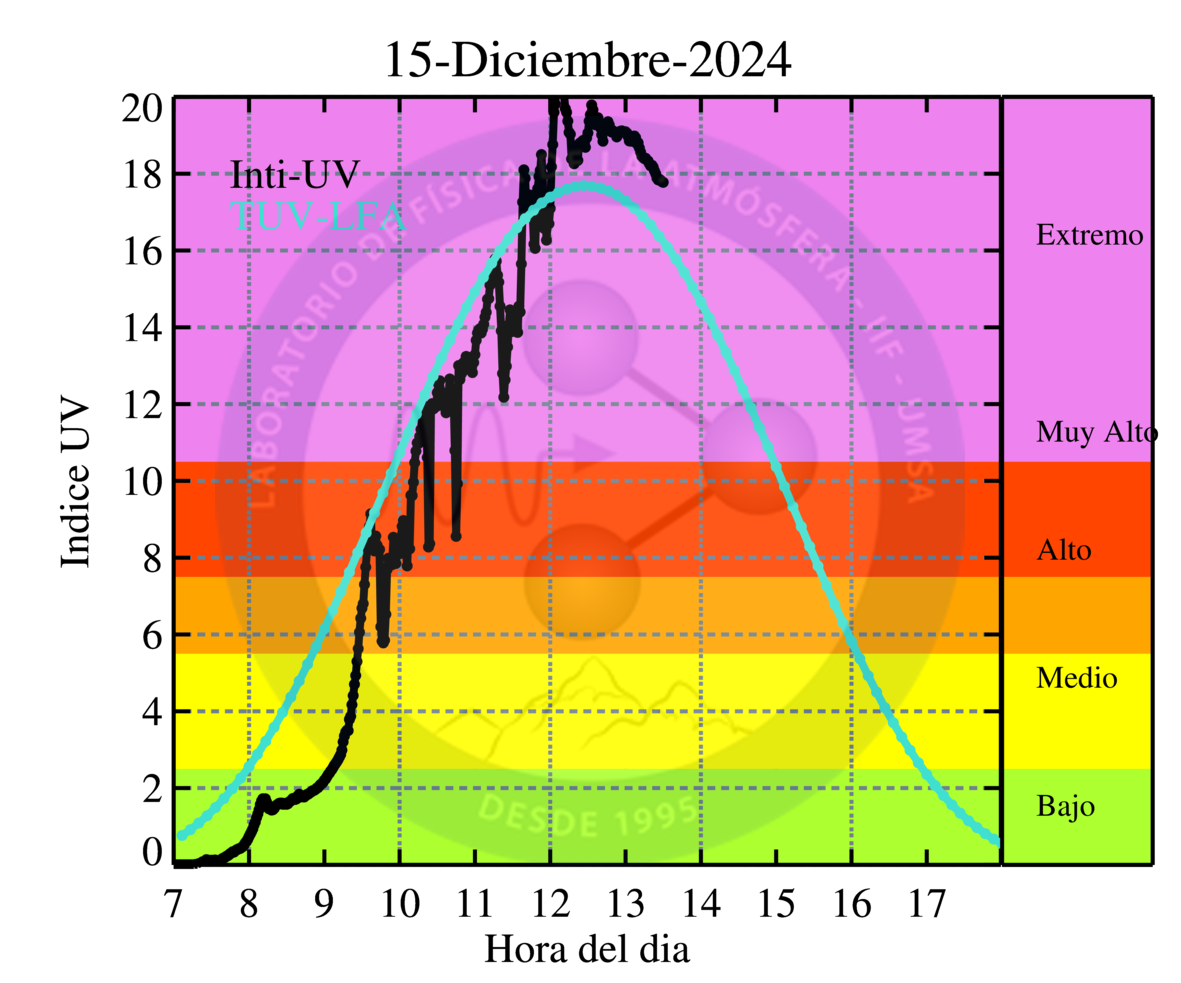 15-Diciembre-2024
Indice UV
20
18
16
14
12
10
8
6
4
2
0
Inti-UV
TUV-LFA
LABORATORIO DE FÍSICA DE LA ATMÓSFERA - IIF - UMSA
DESDE 1995
Extremo
Muy Alto
Alto
Medio
Bajo
7 8 9 10 11 12 13 14 15 16 17
Hora del dia